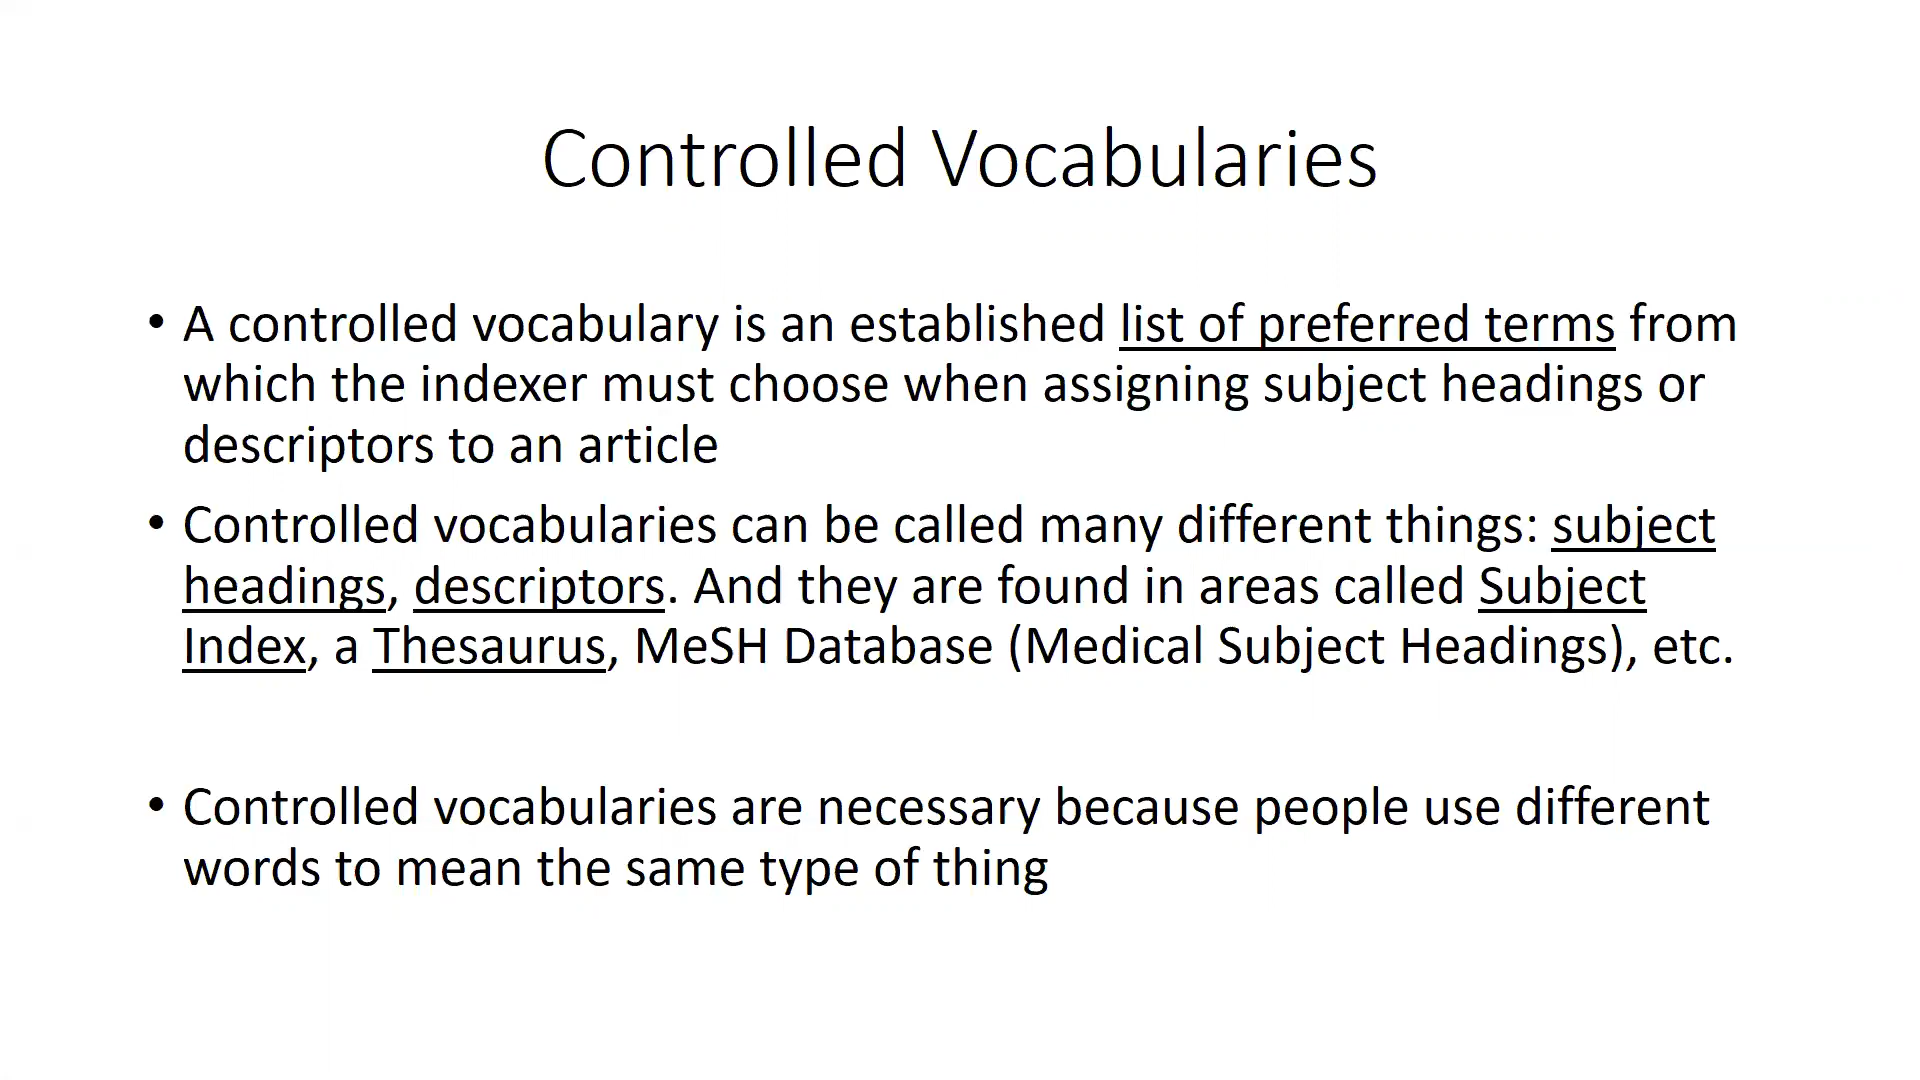 Controlled Vocabularies
• A controlled vocabulary is an established list of preferred terms from
which the indexer must choose when assigning subject headings or
descriptors to an article
• Controlled vocabularies can be called many different things: subject
headings, descriptors. And they are found in areas called Subject
Index, a Thesaurus, MeSH Database (Medical Subject Headings), etc.
• Controlled vocabularies are necessary because people use different
words to mean the same type of thing